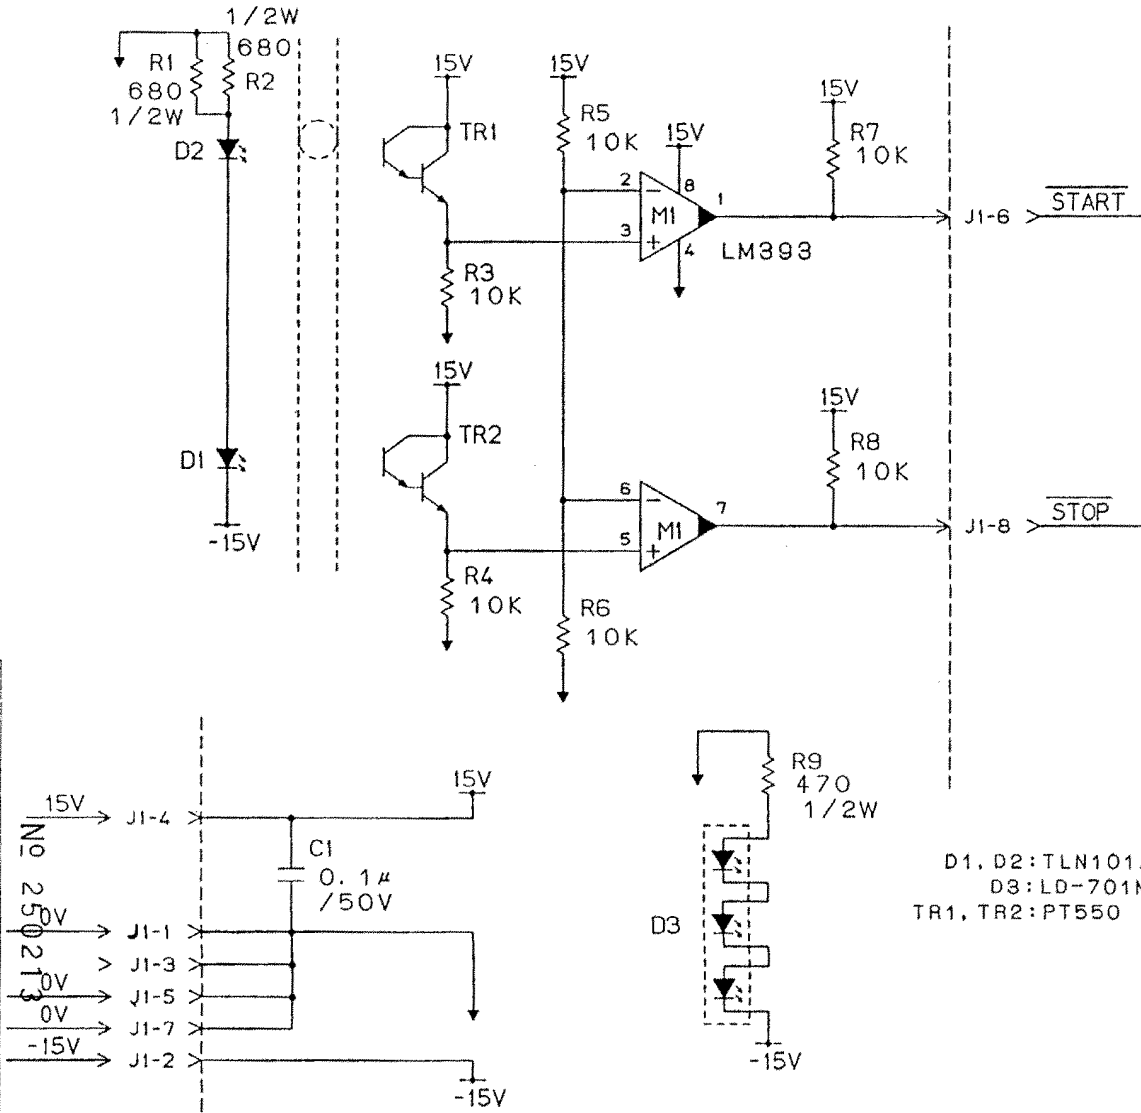 1/2W
680
R1
R2
680
1/2W
D2
D1
-15V
15V
TR1
R3
10K
15V
TR2
R4
10K
15V
R5
10K
15V
2
8
1
M1
3
4
LM393
15V
R7
10K
J1-6
START
6
7
M1
5
15V
R8
10K
J1-8
STOP
R6
10K
15V
J1-4
15V
C1
0.1µ
/50V
0V
J1-1
J1-3
0V
J1-5
0V
J1-7
-15V
J1-2
-15V
№ 250213
R9
470
1/2W
D3
-15V
D1, D2:TLN101
D3:LD-701
TR1, TR2:PT550